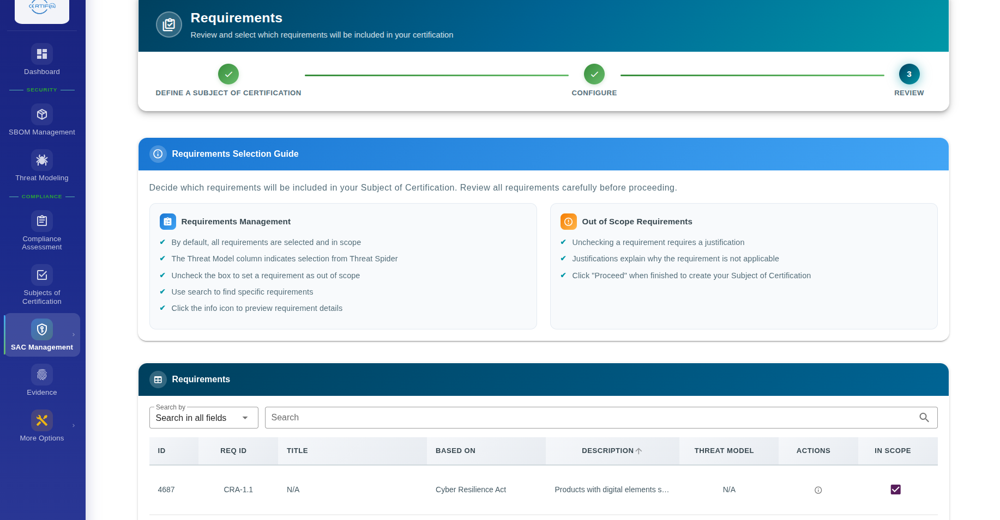 CERTIF
Dashboard
SECURITY
SBOM Management
Threat Modeling
COMPLIANCE
Compliance
Assessment
Subjects of
Certification
SAC Management
Evidence
More Options
Requirements
Review and select which requirements will be included in your certification
3
DEFINE A SUBJECT OF CERTIFICATION
CONFIGURE
REVIEW
Requirements Selection Guide
Decide which requirements will be included in your Subject of Certification. Review all requirements carefully before proceeding.
Requirements Management
✔ By default, all requirements are selected and in scope
✔ The Threat Model column indicates selection from Threat Spider
✔ Uncheck the box to set a requirement as out of scope
✔ Use search to find specific requirements
✔ Click the info icon to preview requirement details
Out of Scope Requirements
✔ Unchecking a requirement requires a justification
✔ Justifications explain why the requirement is not applicable
✔ Click "Proceed" when finished to create your Subject of Certification
Requirements
Search by
Search in all fields
Search
ID REQ ID TITLE BASED ON DESCRIPTION THREAT MODEL ACTIONS IN SCOPE
4687 CRA-1.1 N/A Cyber Resilience Act Products with digital elements s… N/A